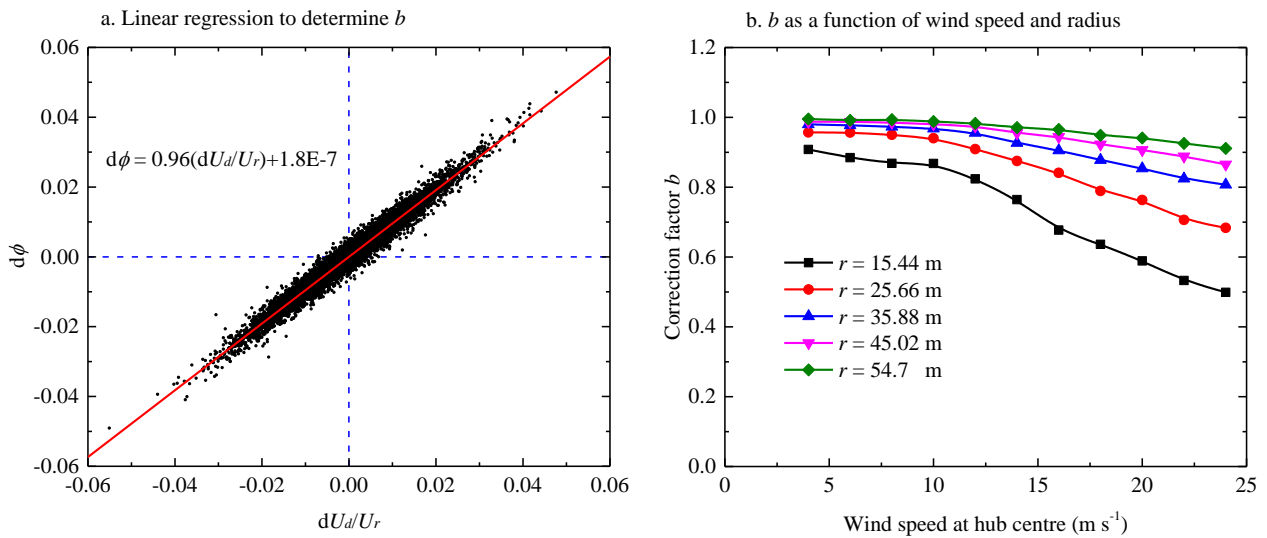 a. Linear regression to determine b
0.06
0.04
0.02
0.00
-0.02
-0.04
-0.06
dϕ
dϕ = 0.96(dUd/Ur)+1.8E-7
-0.06 -0.04 -0.02 0.00 0.02 0.04 0.06
dUd/Ur
b. b as a function of wind speed and radius
1.2
1.0
0.8
0.6
0.4
0.2
0.0
Correction factor b
r = 15.44 m
r = 25.66 m
r = 35.88 m
r = 45.02 m
r = 54.7 m
0 5 10 15 20 25
Wind speed at hub centre (m s⁻¹)